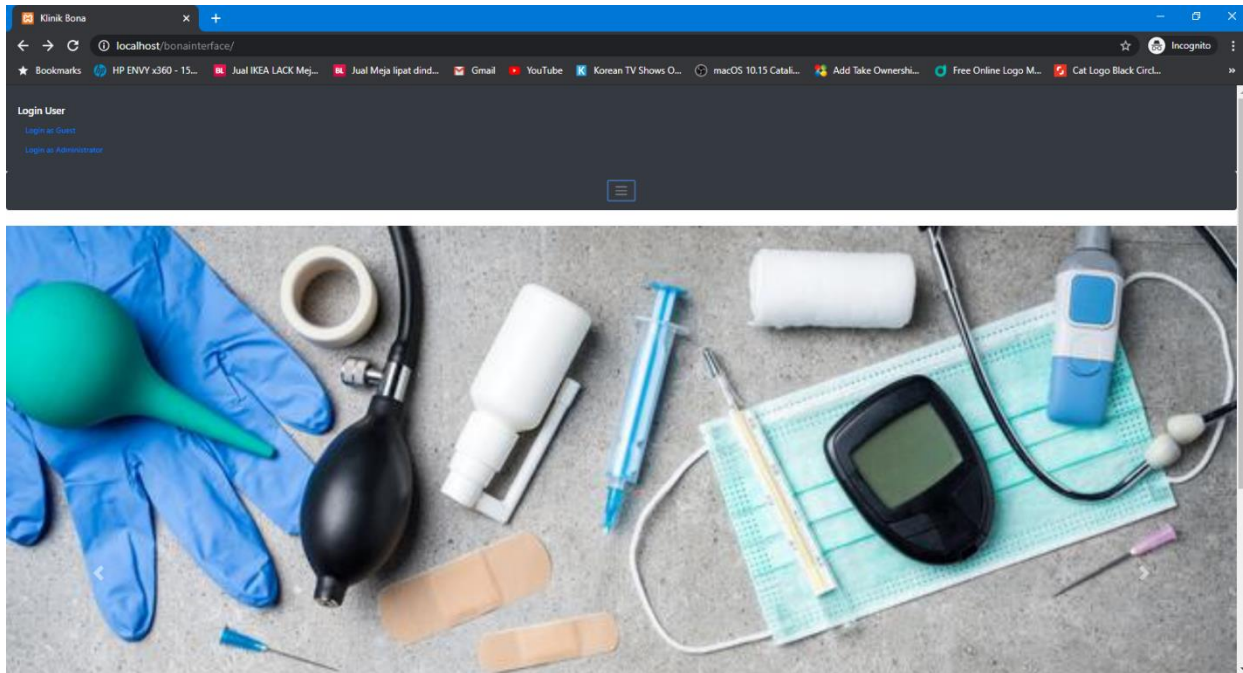 Klinik Bona
localhost/bonainterface/
Incognito
Bookmarks HP ENVY x360 - 15... Jual IKEA LACK Mej... Jual Meja lipat dind... Gmail YouTube Korean TV Shows O... macOS 10.15 Catali... Add Take Ownershi... Free Online Logo M... Cat Logo Black Circl... »
Login User
Login as Guest
Login as Administrator